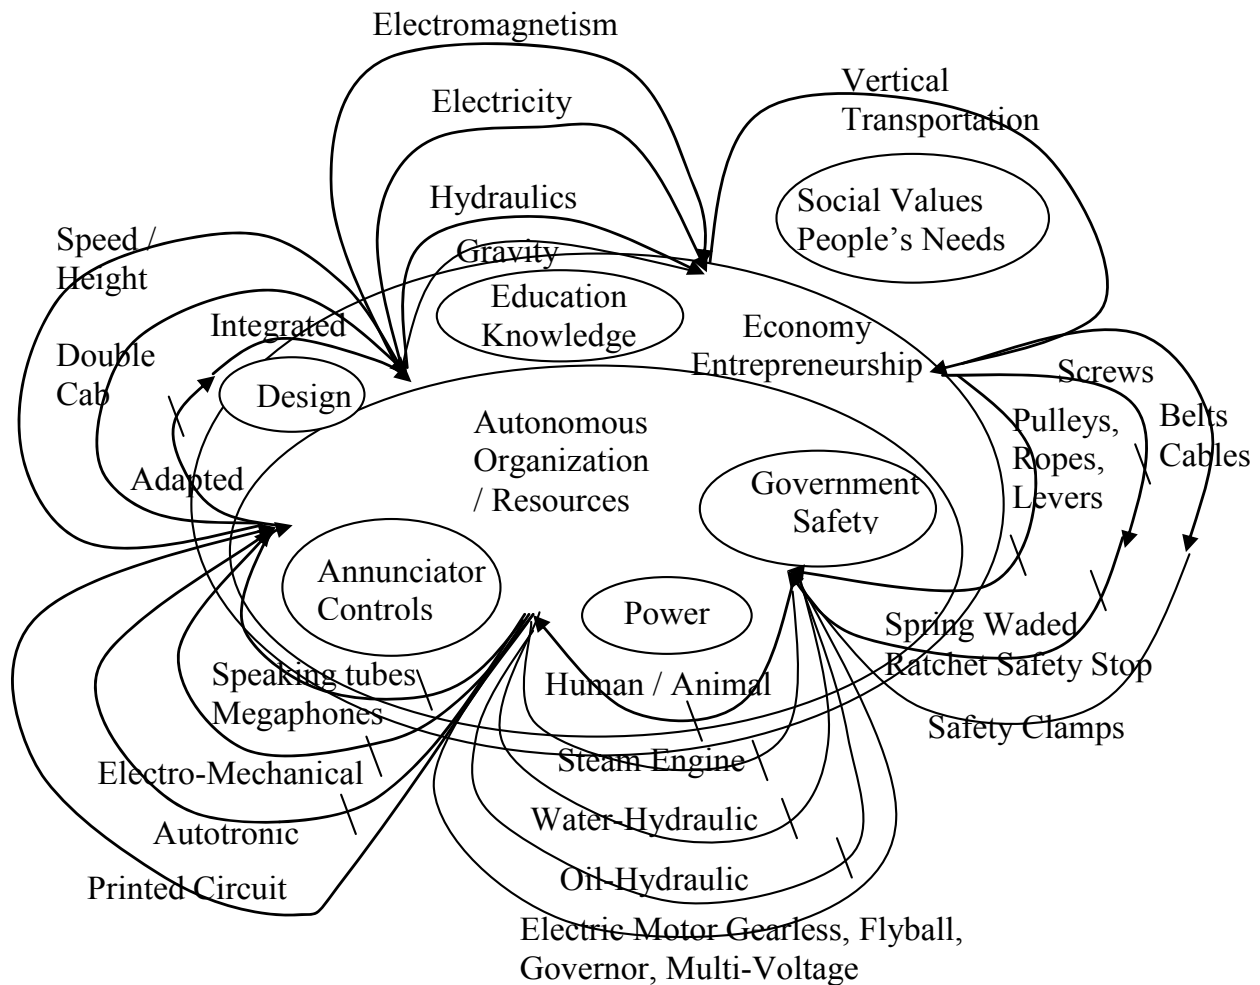 Electromagnetism
Electricity
Vertical
Transportation
Hydraulics
Gravity
Social Values
People's Needs
Speed /
Height
Education
Knowledge
Integrated
Economy
Entrepreneurship
Double
Cab
Design
Screws
Pulleys,
Ropes,
Levers
Belts
Cables
Autonomous
Organization
/ Resources
Adapted
Government
Safety
Annunciator
Controls
Power
Spring Waded
Ratchet Safety Stop
Speaking tubes
Megaphones
Human / Animal
Safety Clamps
Electro-Mechanical
Steam Engine
Autotronic
Water-Hydraulic
Printed Circuit
Oil-Hydraulic
Electric Motor Gearless, Flyball,
Governor, Multi-Voltage